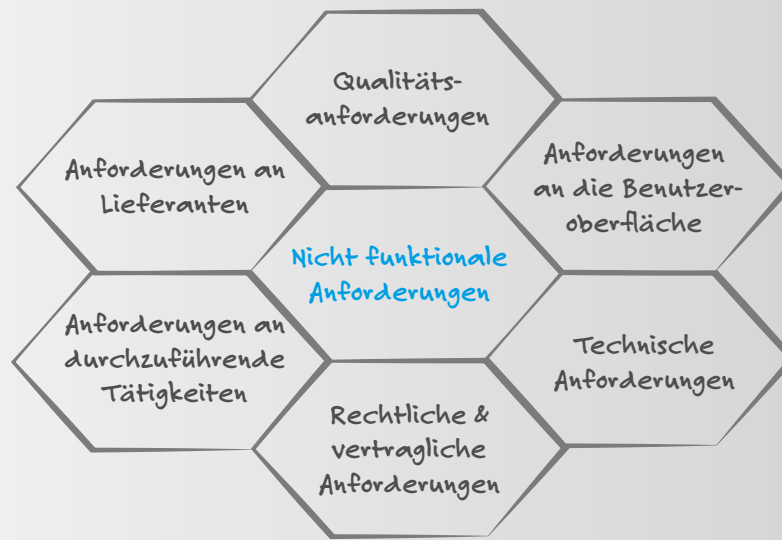 Qualitäts-
anforderungen
Anforderungen an
Lieferanten
Anforderungen
an die Benutzer-
oberfläche
Nicht funktionale
Anforderungen
Anforderungen an
durchzuführende
Tätigkeiten
Technische
Anforderungen
Rechtliche &
vertragliche
Anforderungen